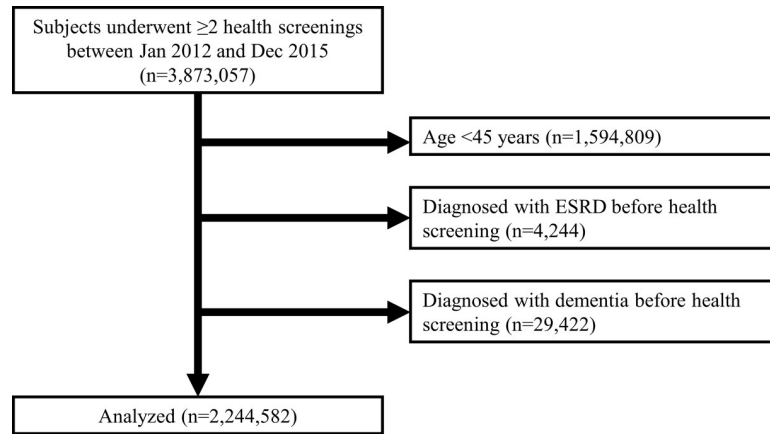 Subjects underwent ≥2 health screenings
between Jan 2012 and Dec 2015
(n=3,873,057)
Age <45 years (n=1,594,809)
Diagnosed with ESRD before health
screening (n=4,244)
Diagnosed with dementia before health
screening (n=29,422)
Analyzed (n=2,244,582)